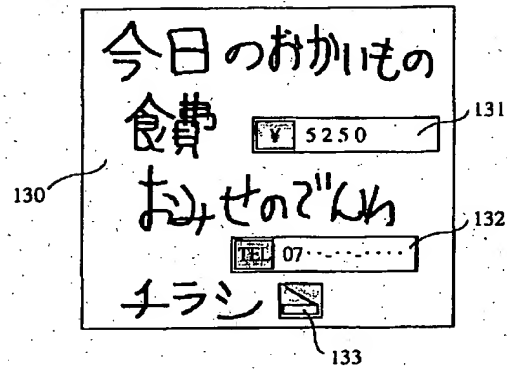 今日のおかいもの
食費 ¥ 5250 131
130
おみせのでんわ
132
TEL 07··-··-····
チラシ
133